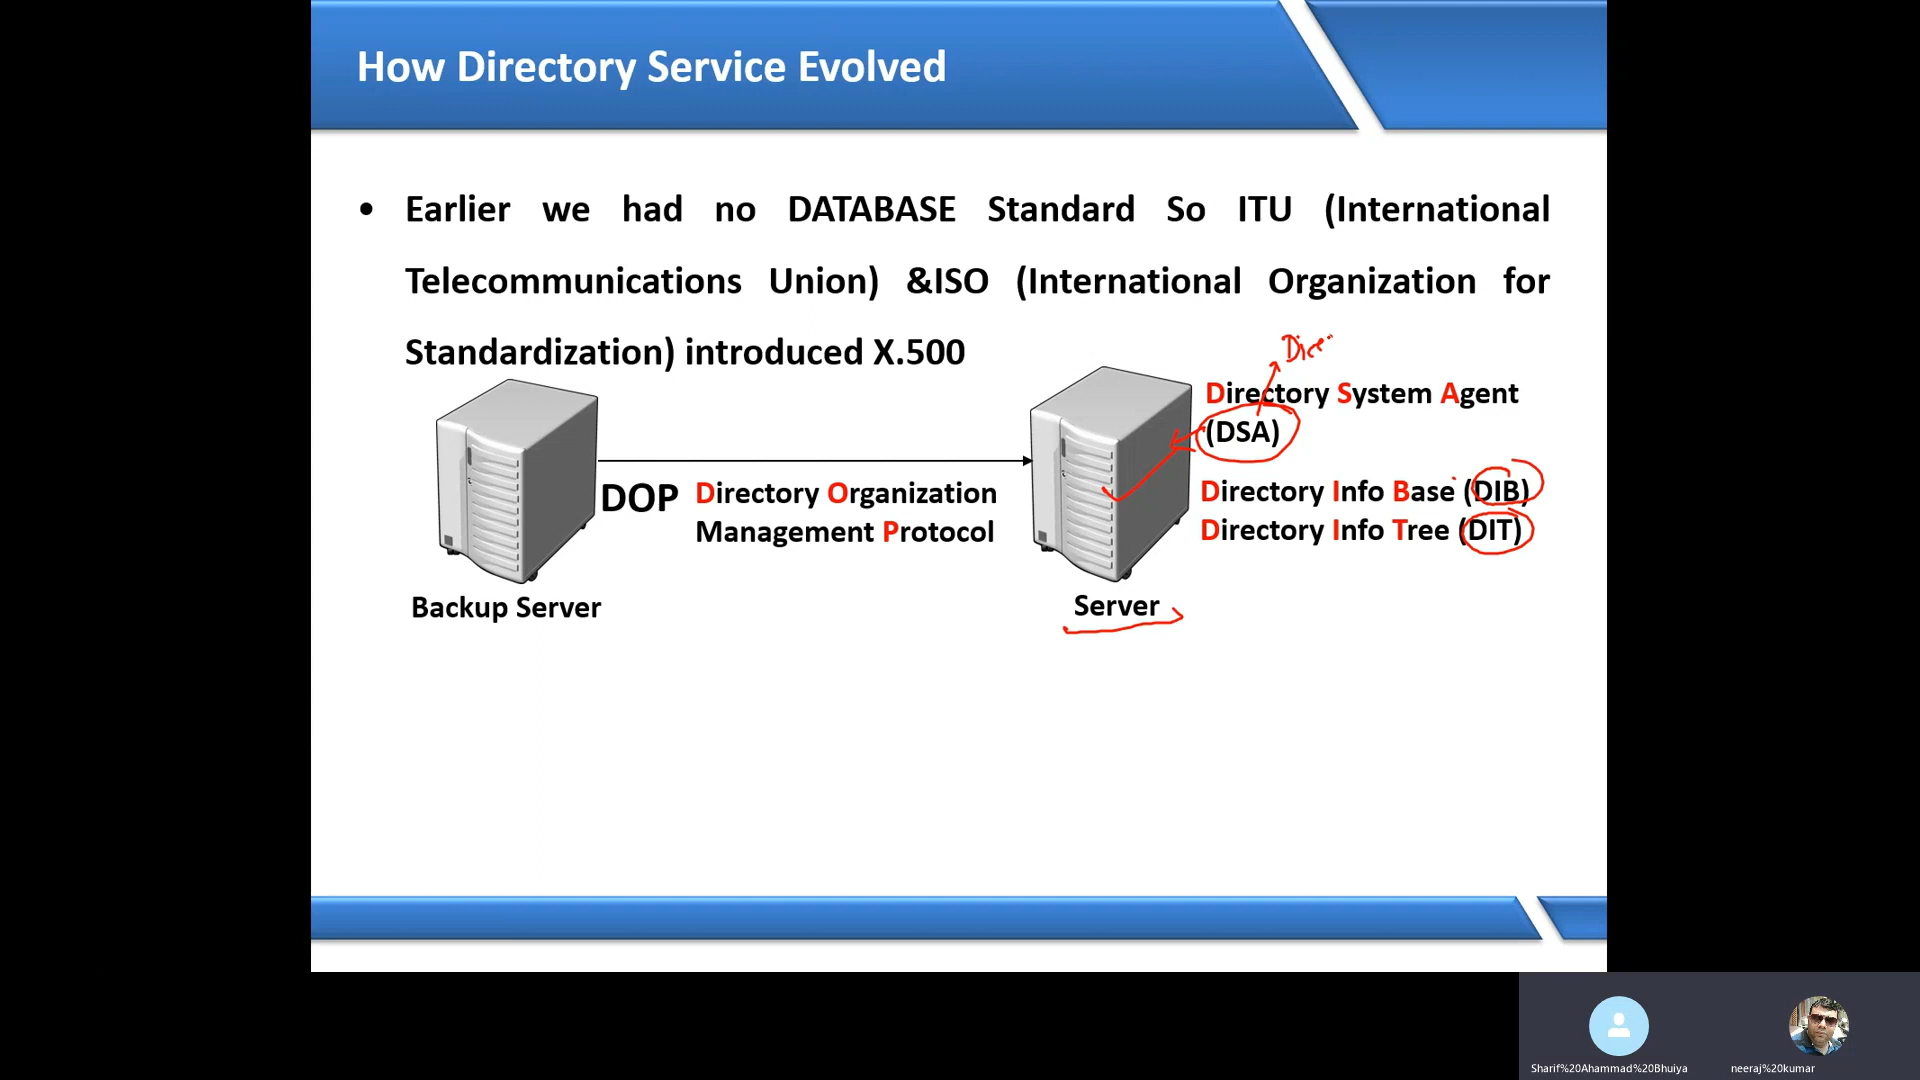 How Directory Service Evolved
• Earlier we had no DATABASE Standard So ITU (International
Telecommunications Union) &ISO (International Organization for
Standardization) introduced X.500
Dire
Directory System Agent
(DSA)
DOP Directory Organization
Management Protocol
Directory Info Base (DIB)
Directory Info Tree (DIT)
Backup Server
Server
Sharif%20Ahammad%20Bhuiya
neeraj%20kumar